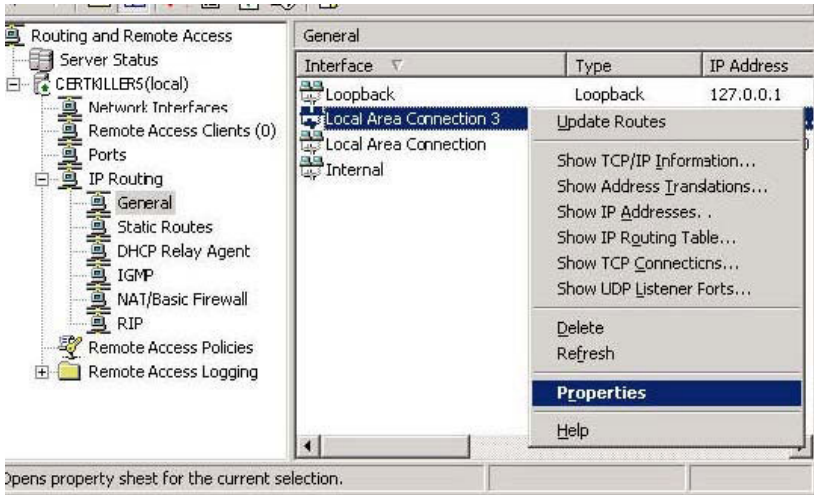 Routing and Remote Access
Server Status
CERTKILLER5(local)
Network Interfaces
Remote Access Clients (0)
Ports
IP Routing
General
Static Routes
DHCP Relay Agent
IGMP
NAT/Basic Firewall
RIP
Remote Access Policies
Remote Access Logging
General
Interface Type IP Address
Loopback Loopback 127.0.0.1
Local Area Connection 3
Local Area Connection
Internal
Update Routes
Show TCP/IP Information...
Show Address Translations...
Show IP Addresses. .
Show IP Routing Table...
Show TCP Connections...
Show UDP Listener Ports...
Delete
Refresh
Properties
Help
Opens property sheet for the current selection.